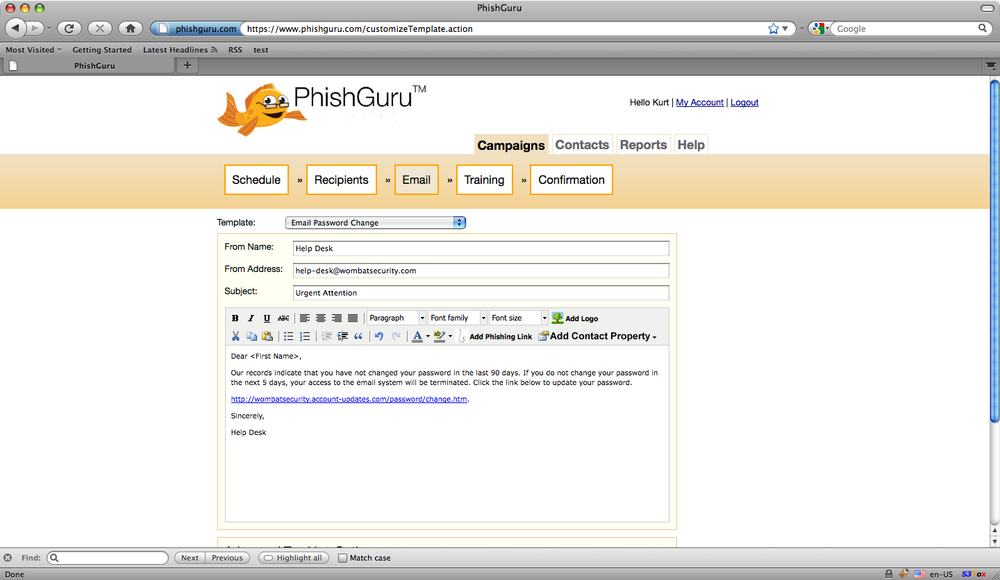 PhishGuru
phishguru.com https://www.phishguru.com/customizeTemplate.action Google
Most Visited Getting Started Latest Headlines RSS test
PhishGuru +
PhishGuru™
Hello Kurt | My Account | Logout
Campaigns Contacts Reports Help
Schedule » Recipients » Email » Training » Confirmation
Template: Email Password Change
From Name: Help Desk
From Address: help-desk@wombatsecurity.com
Subject: Urgent Attention
B I U ABC Paragraph Font family Font size Add Logo
A ab Add Phishing Link Add Contact Property
Dear <First Name>,
Our records indicate that you have not changed your password in the last 90 days. If you do not change your password in
the next 5 days, your access to the email system will be terminated. Click the link below to update your password.
http://wombatsecurity.account-updates.com/password/change.htm.
Sincerely,
Help Desk
Find: Next Previous Highlight all Match case
Done en-US S3Fox